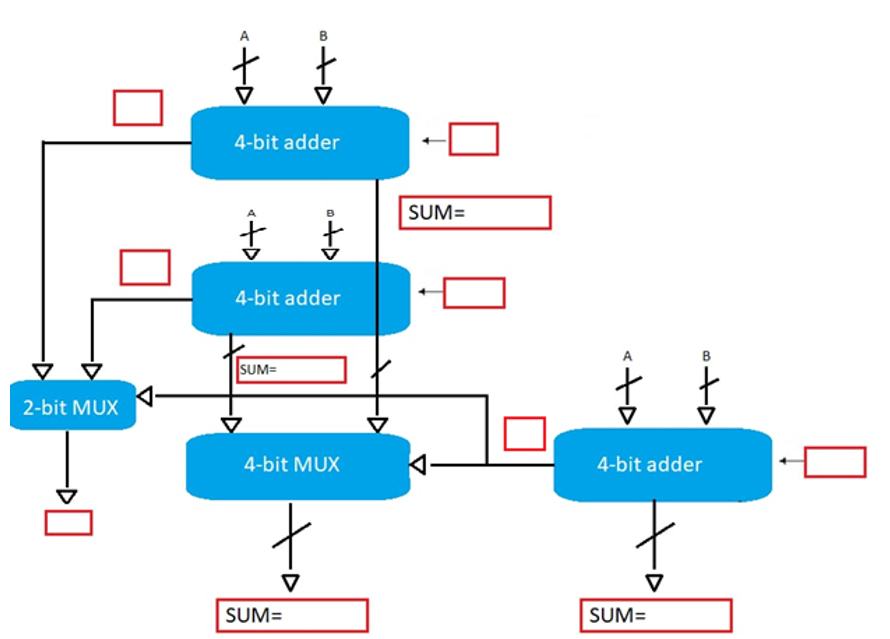 A B
4-bit adder
SUM=
A B
4-bit adder
SUM=
A B
2-bit MUX
4-bit MUX
4-bit adder
SUM=
SUM=